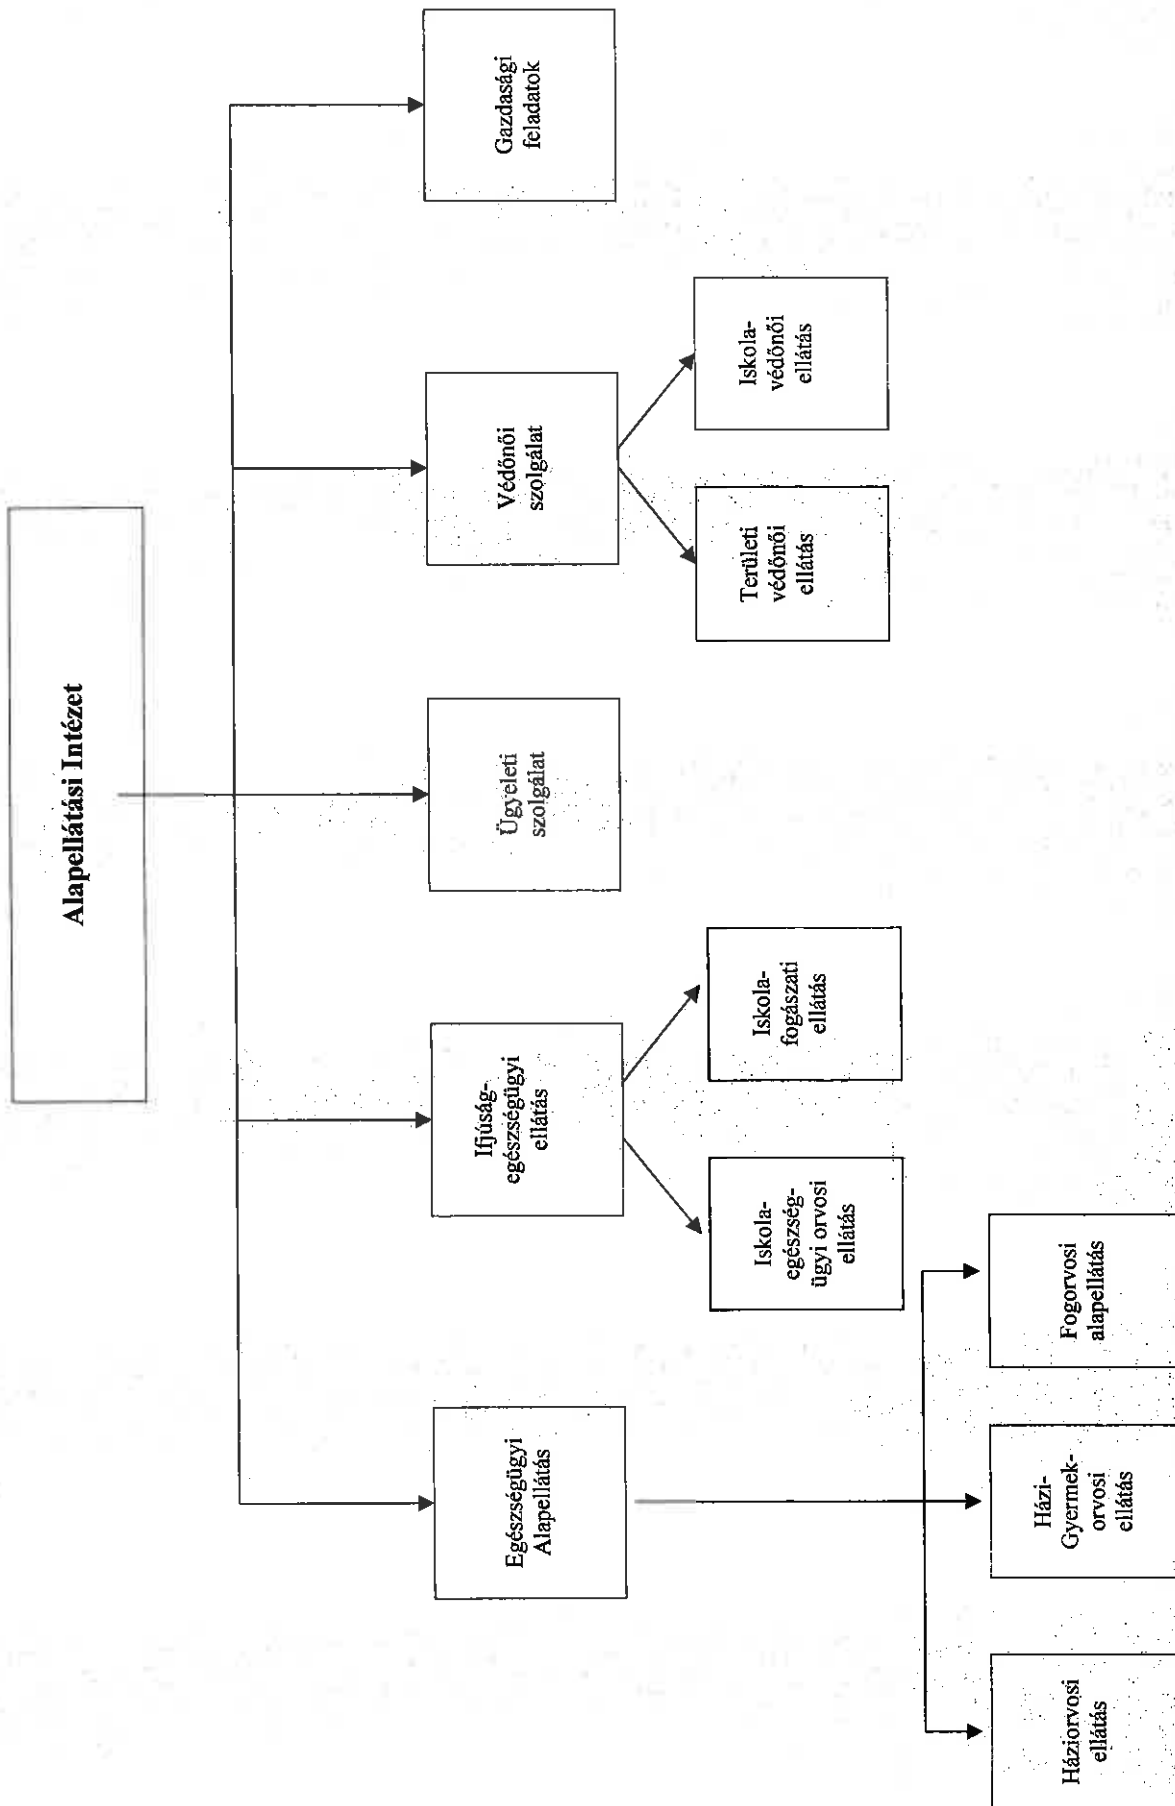 Alapellátási Intézet
Egészségügyi
Alapellátás
Ifjúság-
egészségügyi
ellátás
Ügyeleti
szolgálat
Védőnői
szolgálat
Gazdasági
feladatok
Iskola-
egészség-
ügyi orvosi
ellátás
Iskola-
fogászati
ellátás
Területi
védőnői
ellátás
Iskola-
védőnői
ellátás
Háziorvosi
ellátás
Házi-
Gyermek-
orvosi
ellátás
Fogorvosi
alapellátás